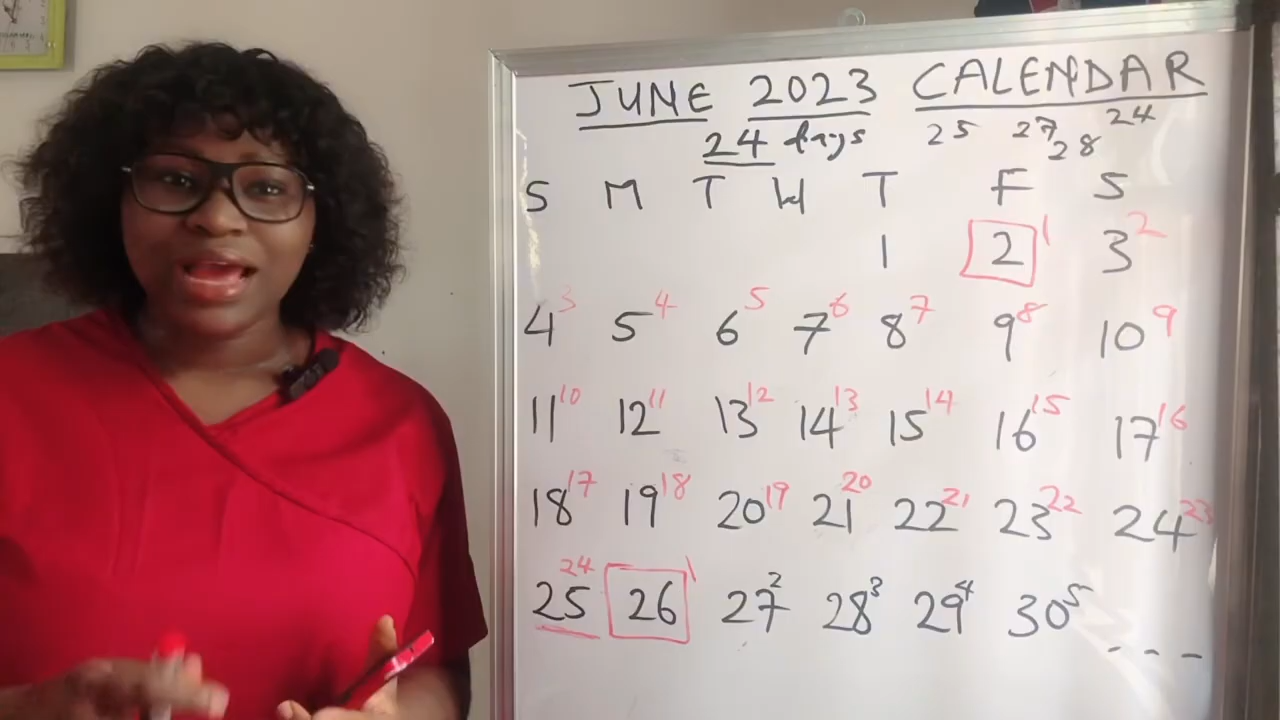 JUNE 2023 CALENDAR
24 days 25 27 28 24
S M T W T F S
1 2 1 3 2
4 3 5 4 6 5 7 6 8 7 9 8 10 9
11 10 12 11 13 12 14 13 15 14 16 15 17 16
18 17 19 18 20 19 21 20 22 21 23 22 24 23
25 24 26 1 27 2 28 3 29 4 30 5 - - -